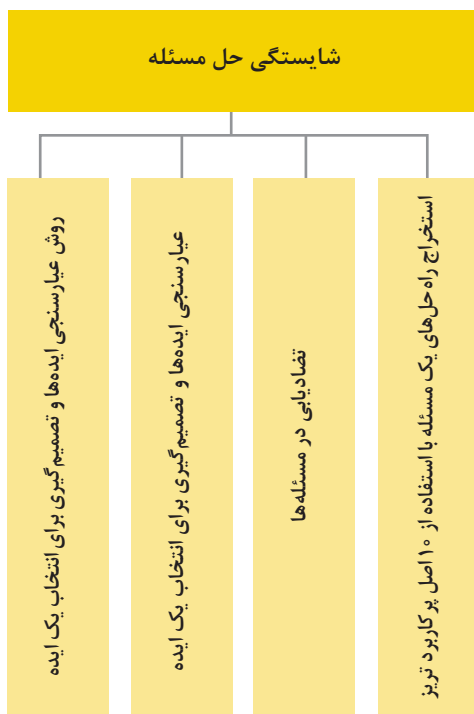 شایستگی حل مسئله
استخراج راه‌حل‌های یک مسئله با استفاده از ۱۰ اصل پرکاربرد تریز
تضادیابی در مسئله‌ها
عیارسنجی ایده‌ها و تصمیم‌گیری برای انتخاب یک ایده
روش عیارسنجی ایده‌ها و تصمیم‌گیری برای انتخاب یک ایده